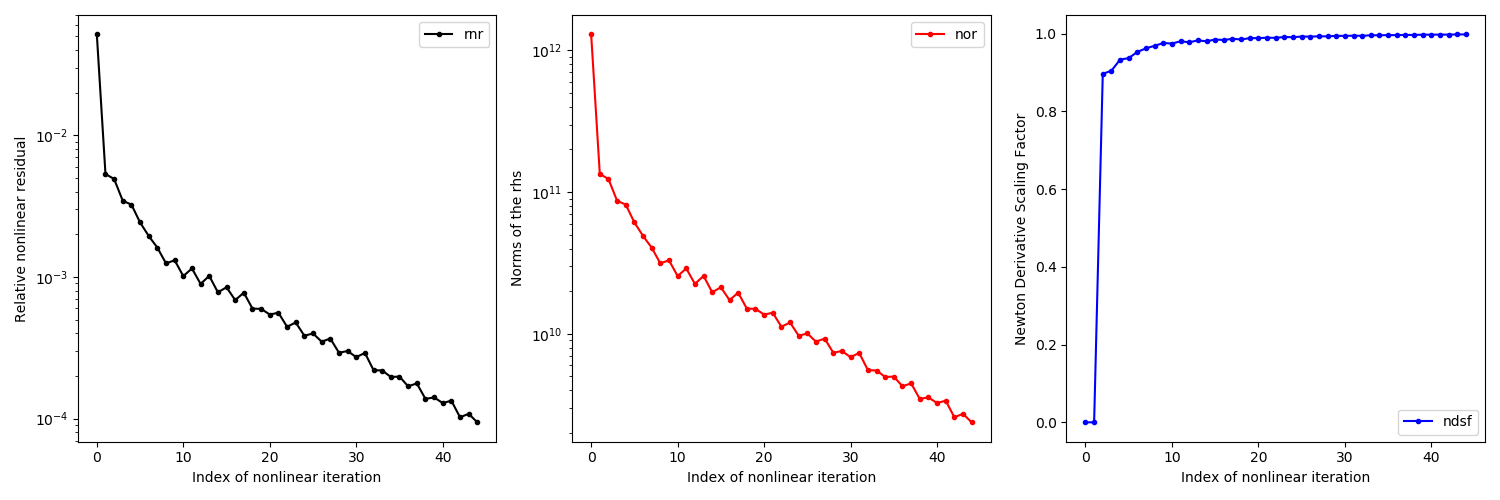 rnr
Relative nonlinear residual
10⁻²
10⁻³
10⁻⁴
0 10 20 30 40
Index of nonlinear iteration
nor
Norms of the rhs
10¹²
10¹¹
10¹⁰
0 10 20 30 40
Index of nonlinear iteration
Newton Derivative Scaling Factor
1.0
0.8
0.6
0.4
0.2
0.0
ndsf
0 10 20 30 40
Index of nonlinear iteration